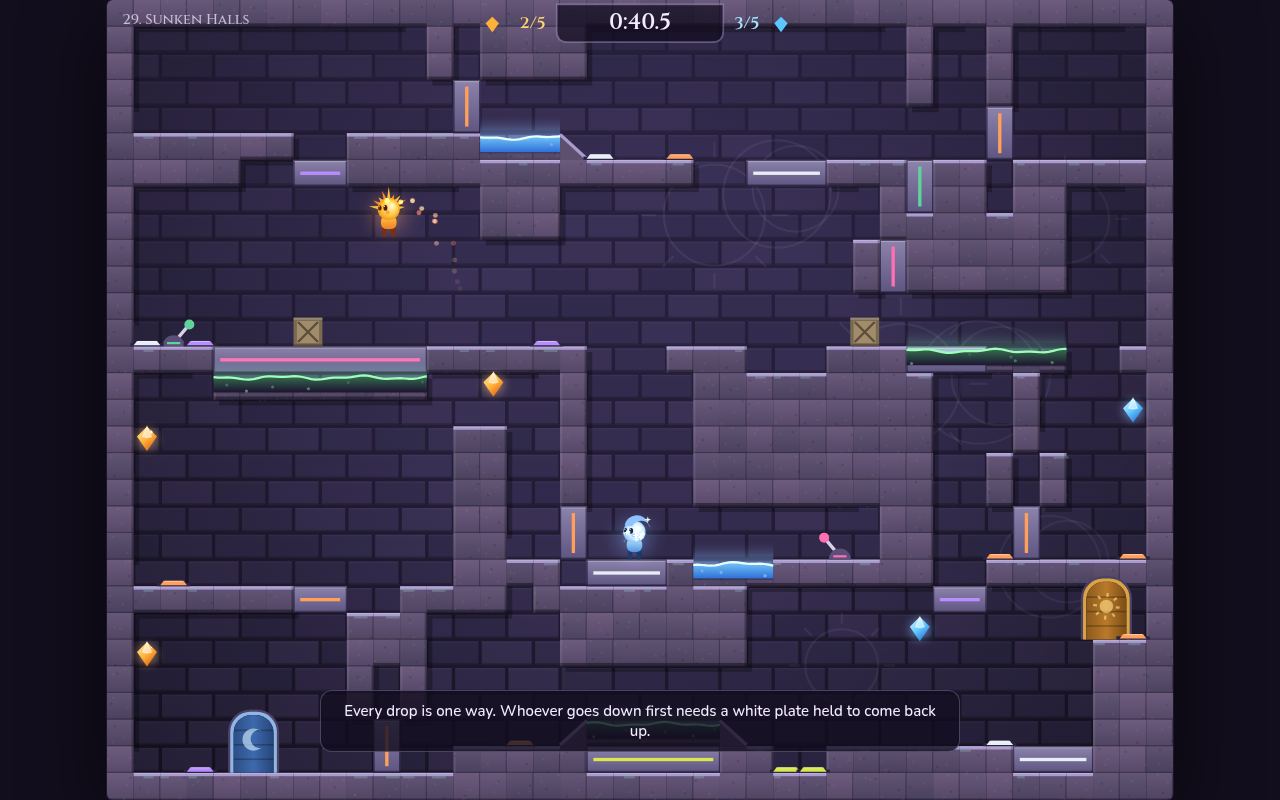 29. Sunken Halls
2/5
0:40.5
3/5
Every drop is one way. Whoever goes down first needs a white plate held to come back
up.